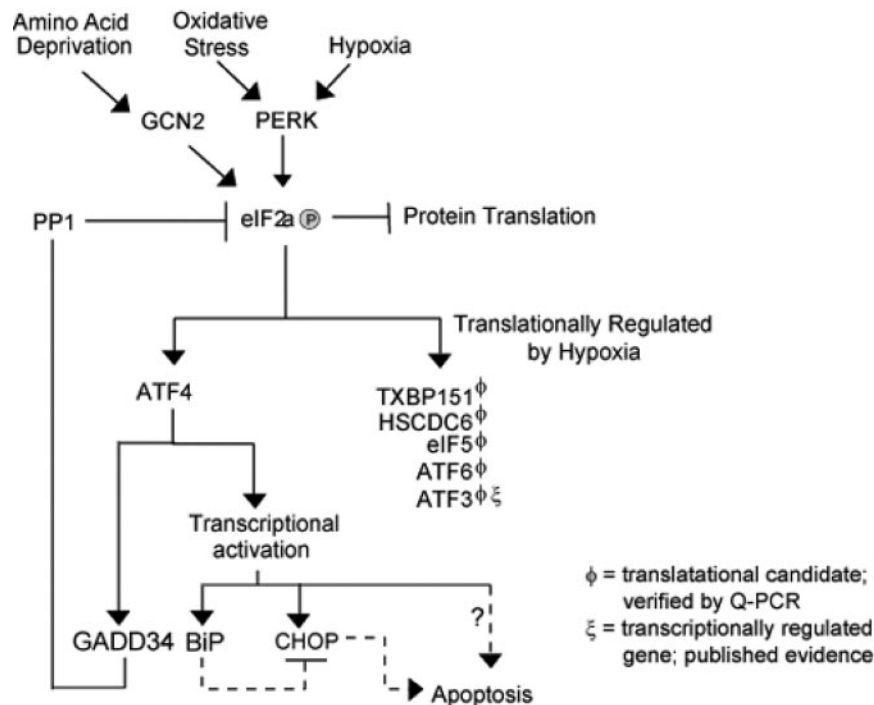 Amino Acid
Deprivation
Oxidative
Stress
Hypoxia
GCN2
PERK
PP1
eIF2a Ⓟ
Protein Translation
Translationally Regulated
by Hypoxia
ATF4
TXBP151ϕ
HSCDC6ϕ
eIF5ϕ
ATF6ϕ
ATF3ϕ ξ
Transcriptional
activation
?
GADD34
BiP
CHOP
Apoptosis
ϕ = translatational candidate;
verified by Q-PCR
ξ = transcriptionally regulated
gene; published evidence